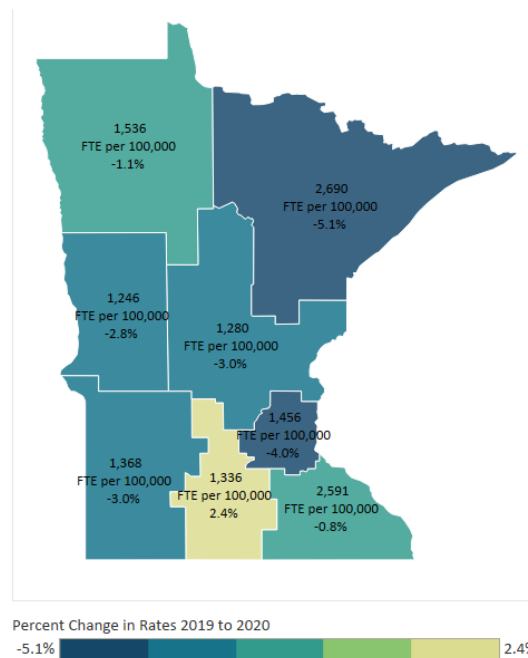 1,536
FTE per 100,000
-1.1%
2,690
FTE per 100,000
-5.1%
1,246
FTE per 100,000
-2.8%
1,280
FTE per 100,000
-3.0%
1,456
FTE per 100,000
-4.0%
1,368
FTE per 100,000
-3.0%
1,336
FTE per 100,000
2.4%
2,591
FTE per 100,000
-0.8%
Percent Change in Rates 2019 to 2020
-5.1% 2.4%